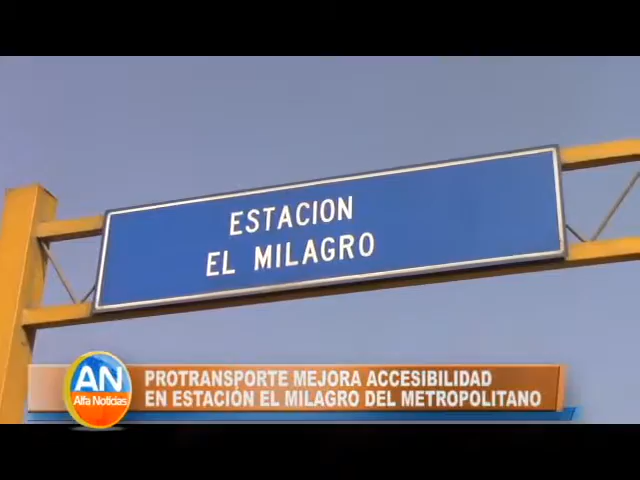 ESTACION
EL MILAGRO
AN
Alfa Noticias
PROTRANSPORTE MEJORA ACCESIBILIDAD
EN ESTACIÓN EL MILAGRO DEL METROPOLITANO